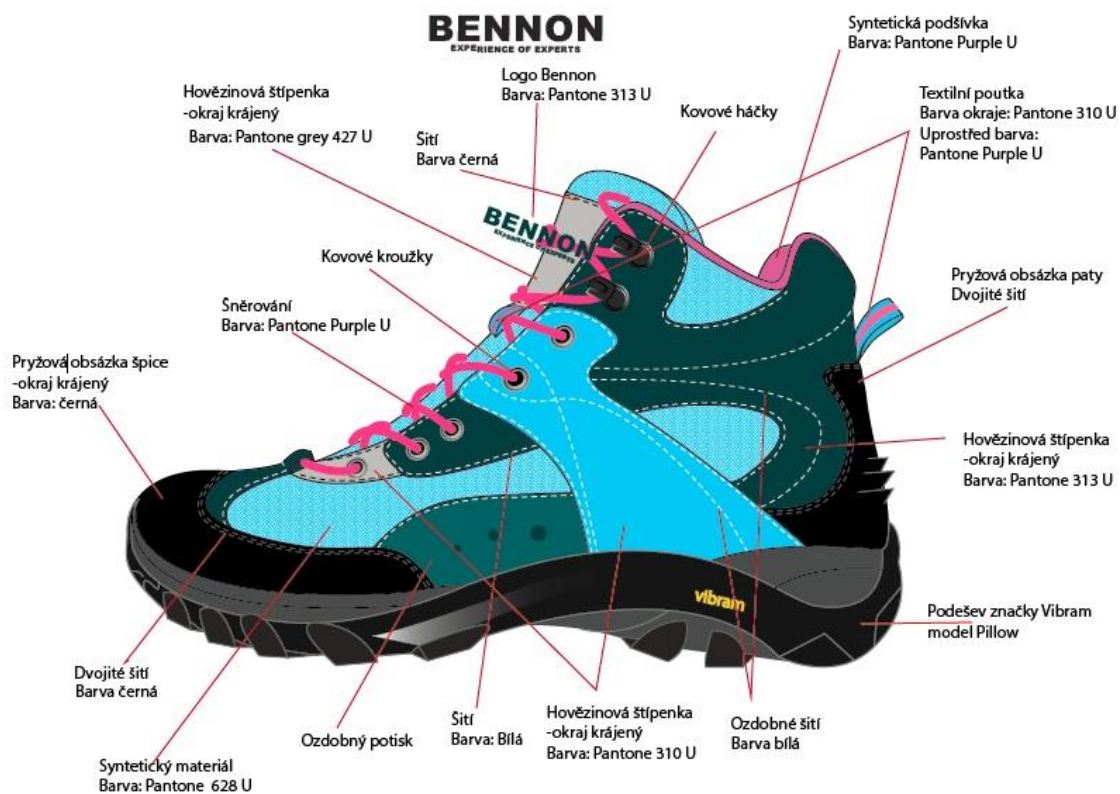 BENNON
EXPERIENCE OF EXPERTS
Syntetická podšívka
Barva: Pantone Purple U
Logo Bennon
Barva: Pantone 313 U
Hovězinová štípenka
-okraj krájený
Barva: Pantone grey 427 U
Kovové háčky
Textilní poutka
Barva okraje: Pantone 310 U
Uprostřed barva:
Pantone Purple U
Šití
Barva černá
BENNON
EXPERIENCE OF EXPERTS
Kovové kroužky
Pryžová obsázka paty
Dvojité šití
Šněrování
Barva: Pantone Purple U
Pryžová obsázka špice
-okraj krájený
Barva: černá
Hovězinová štípenka
-okraj krájený
Barva: Pantone 313 U
vibram
Podešev značky Vibram
model Pillow
Dvojité šití
Barva černá
Ozdobný potisk
Šití
Barva: Bílá
Hovězinová štípenka
-okraj krájený
Barva: Pantone 310 U
Ozdobné šití
Barva bílá
Syntetický materiál
Barva: Pantone 628 U